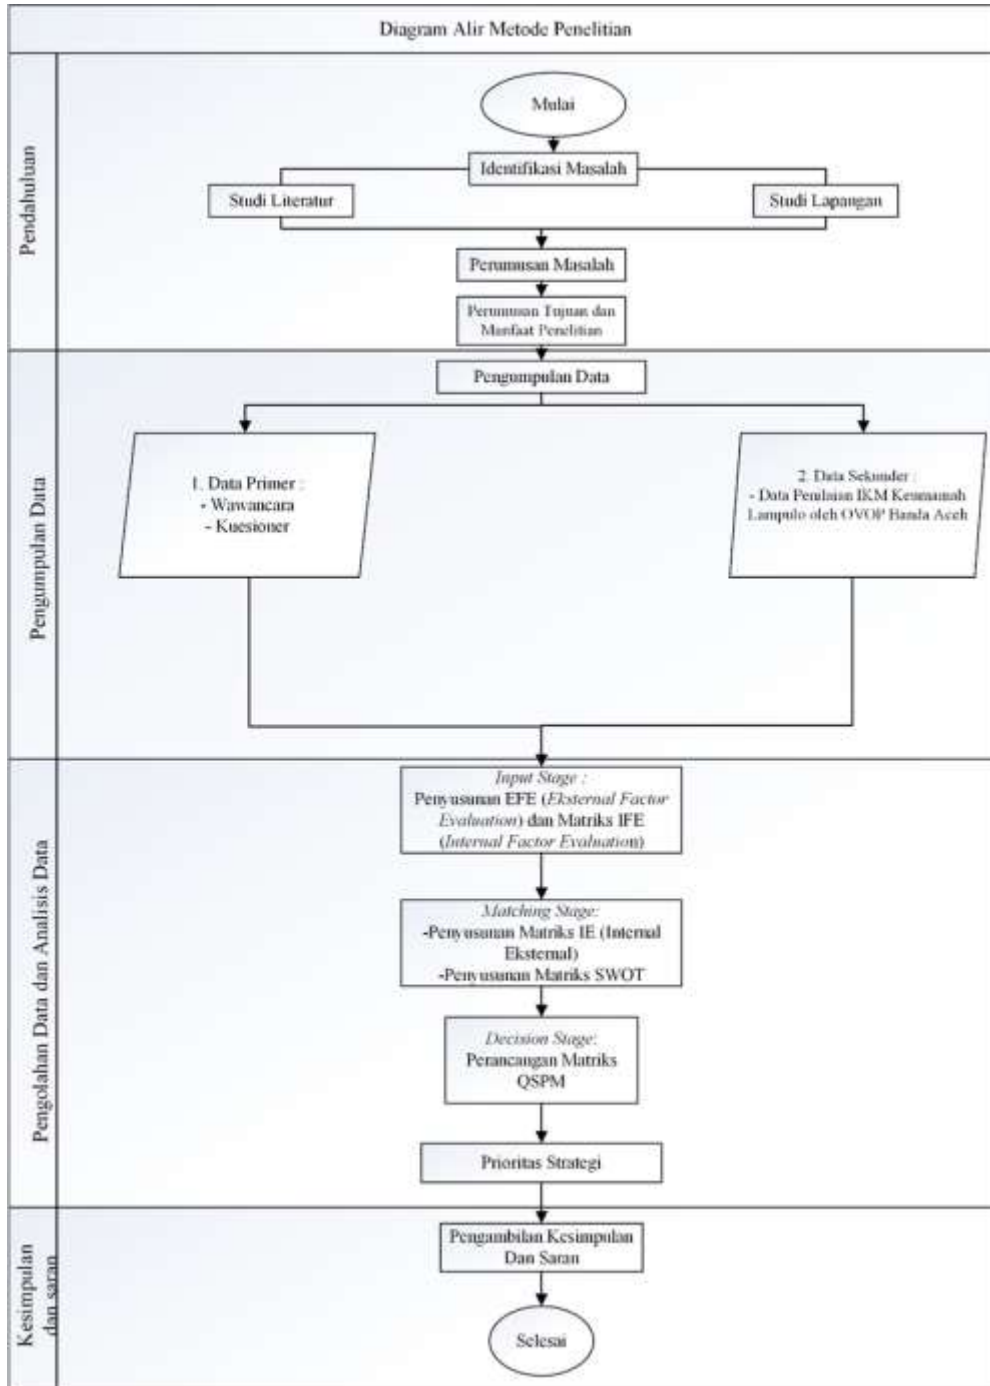 Diagram Alir Metode Penelitian
Pendahuluan
Mulai
Identifikasi Masalah
Studi Literatur
Studi Lapangan
Perumusan Masalah
Perumusan Tujuan dan
Manfaat Penelitian
Pengumpulan Data
Pengumpulan Data
1. Data Primer :
- Wawancara
- Kuesioner
2. Data Sekunder :
- Data Penilaian IKM Keumamah
Lampulo oleh OVOP Banda Aceh
Pengolahan Data dan Analisis Data
Input Stage :
Penyusunan EFE (Eksternal Factor
Evaluation) dan Matriks IFE
(Internal Factor Evaluation)
Matching Stage:
-Penyusunan Matriks IE (Internal
Eksternal)
-Penyusunan Matriks SWOT
Decision Stage:
Perancangan Matriks
QSPM
Prioritas Strategi
Kesimpulan
dan saran
Pengambilan Kesimpulan
Dan Saran
Selesai